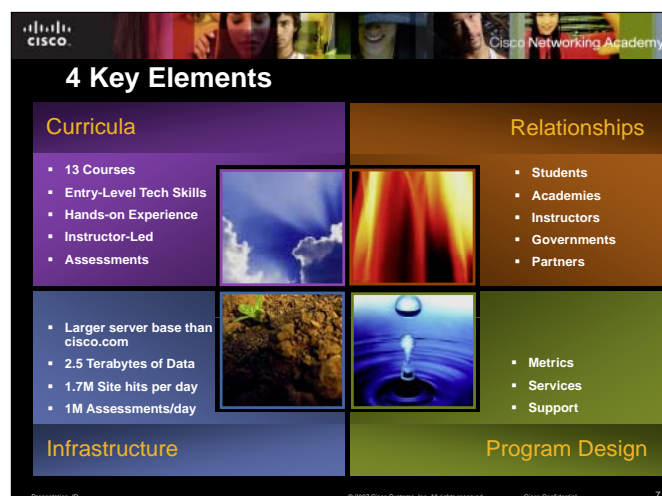 CISCO
Cisco Networking Academy
4 Key Elements
Curricula
13 Courses
Entry-Level Tech Skills
Hands-on Experience
Instructor-Led
Assessments
Relationships
Students
Academies
Instructors
Governments
Partners
Larger server base than
cisco.com
2.5 Terabytes of Data
1.7M Site hits per day
1M Assessments/day
Infrastructure
Metrics
Services
Support
Program Design
Presentation_ID
© 2007 Cisco Systems, Inc. All rights reserved.
Cisco Confidential
7